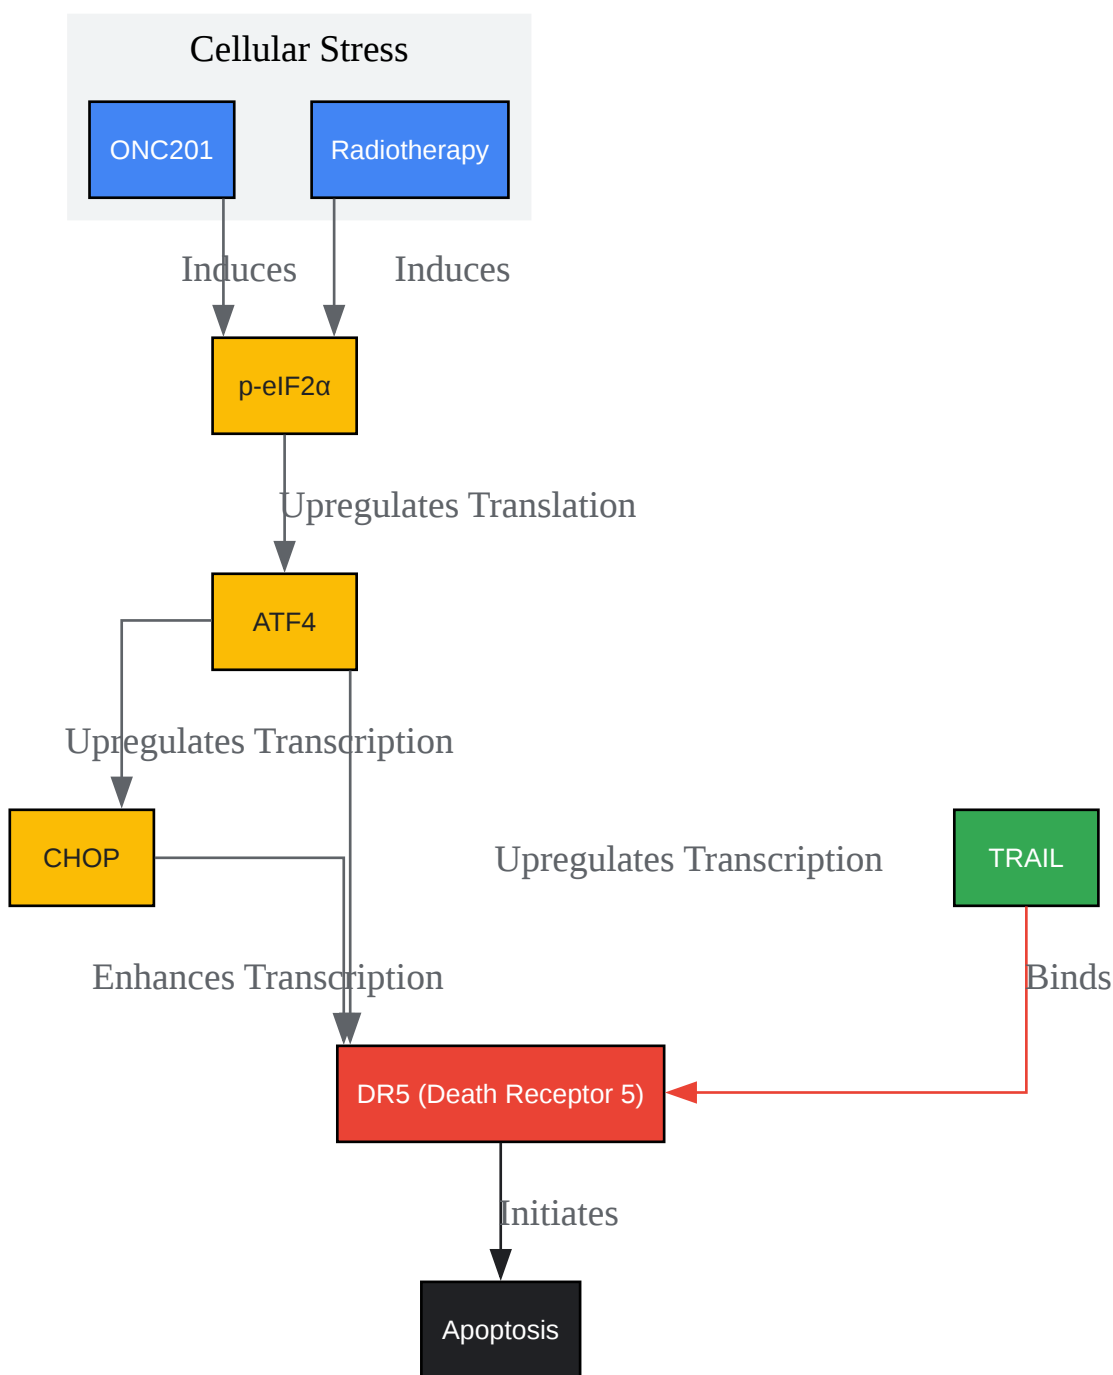 Cellular Stress
ONC201
Radiotherapy
Induces
Induces
p-eIF2α
Upregulates Translation
ATF4
Upregulates Transcription
CHOP
Upregulates Transcription
TRAIL
Enhances Transcription
Binds
DR5 (Death Receptor 5)
Initiates
Apoptosis